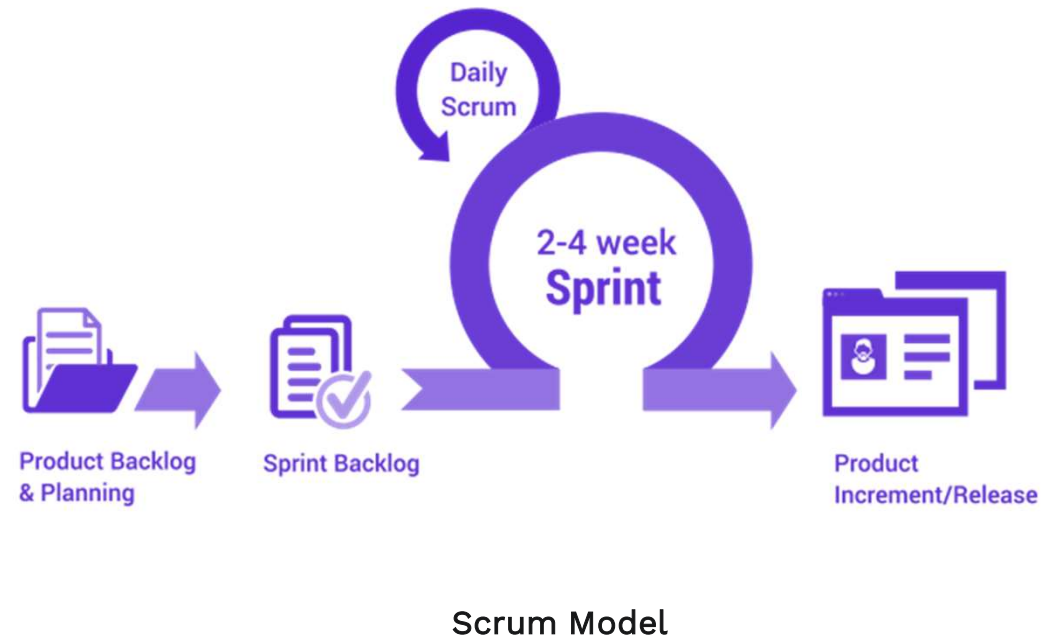 Daily
Scrum
2-4 week
Sprint
Product Backlog
& Planning
Sprint Backlog
Product
Increment/Release
Scrum Model